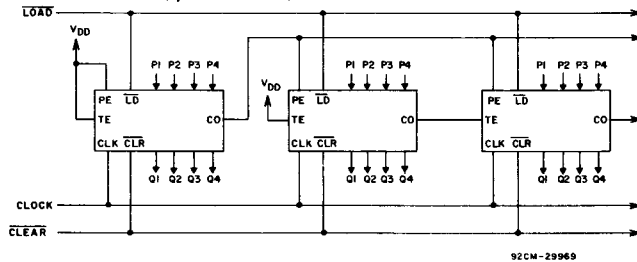 LOAD
VDD
P1 P2 P3 P4
PE LD
TE CO
CLK CLR
Q1 Q2 Q3 Q4
VDD
P1 P2 P3 P4
PE LD
TE CO
CLK CLR
Q1 Q2 Q3 Q4
P1 P2 P3 P4
PE LD
TE CO
CLK CLR
Q1 Q2 Q3 Q4
CLOCK
CLEAR
92CM-29969